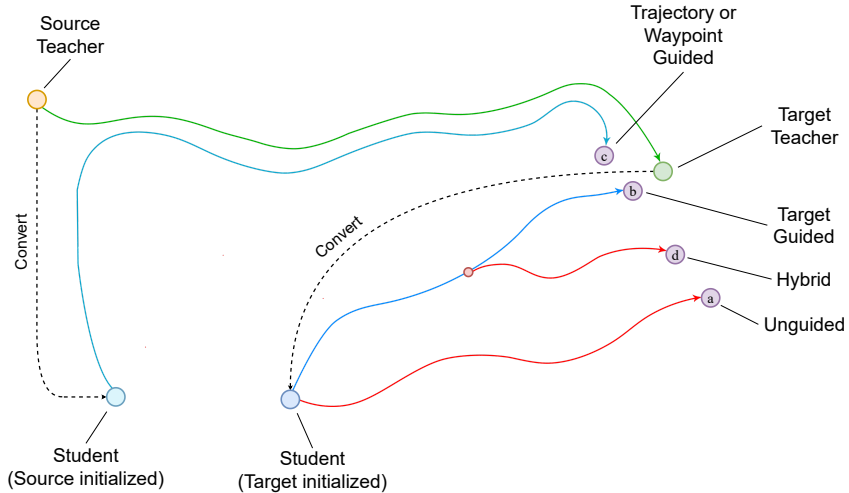 Source
Teacher
Trajectory or
Waypoint
Guided
Target
Teacher
c
b
Convert
Convert
Target
Guided
d
Hybrid
a
Unguided
Student
(Source initialized)
Student
(Target initialized)